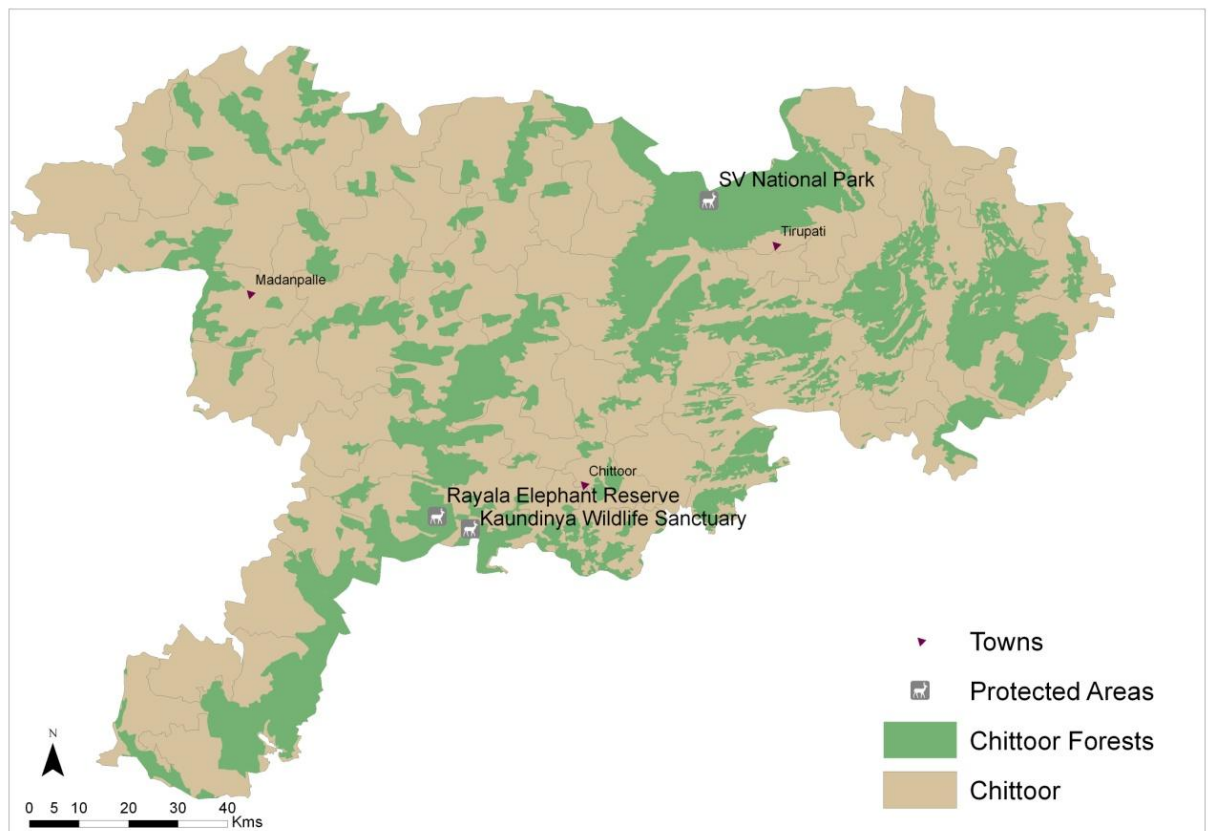 SV National Park
Tirupati
Madanpalle
Chittoor
Rayala Elephant Reserve
Kaundinya Wildlife Sanctuary
Towns
Protected Areas
Chittoor Forests
Chittoor
N
0 5 10 20 30 40
Kms